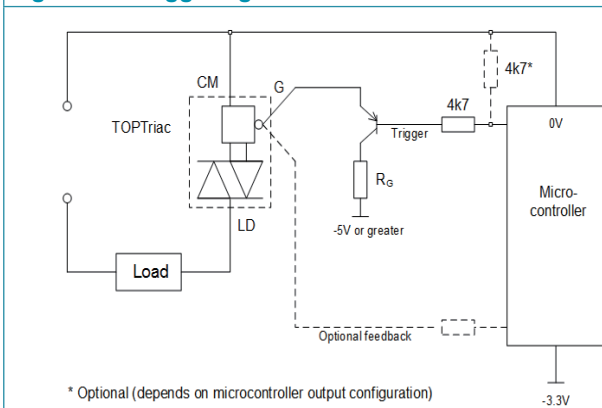 4k7*
CM
G
4k7
TOPTriac
Trigger
0V
RG
Micro-
controller
-5V or greater
LD
Load
Optional feedback
* Optional (depends on microcontroller output configuration)
-3.3V